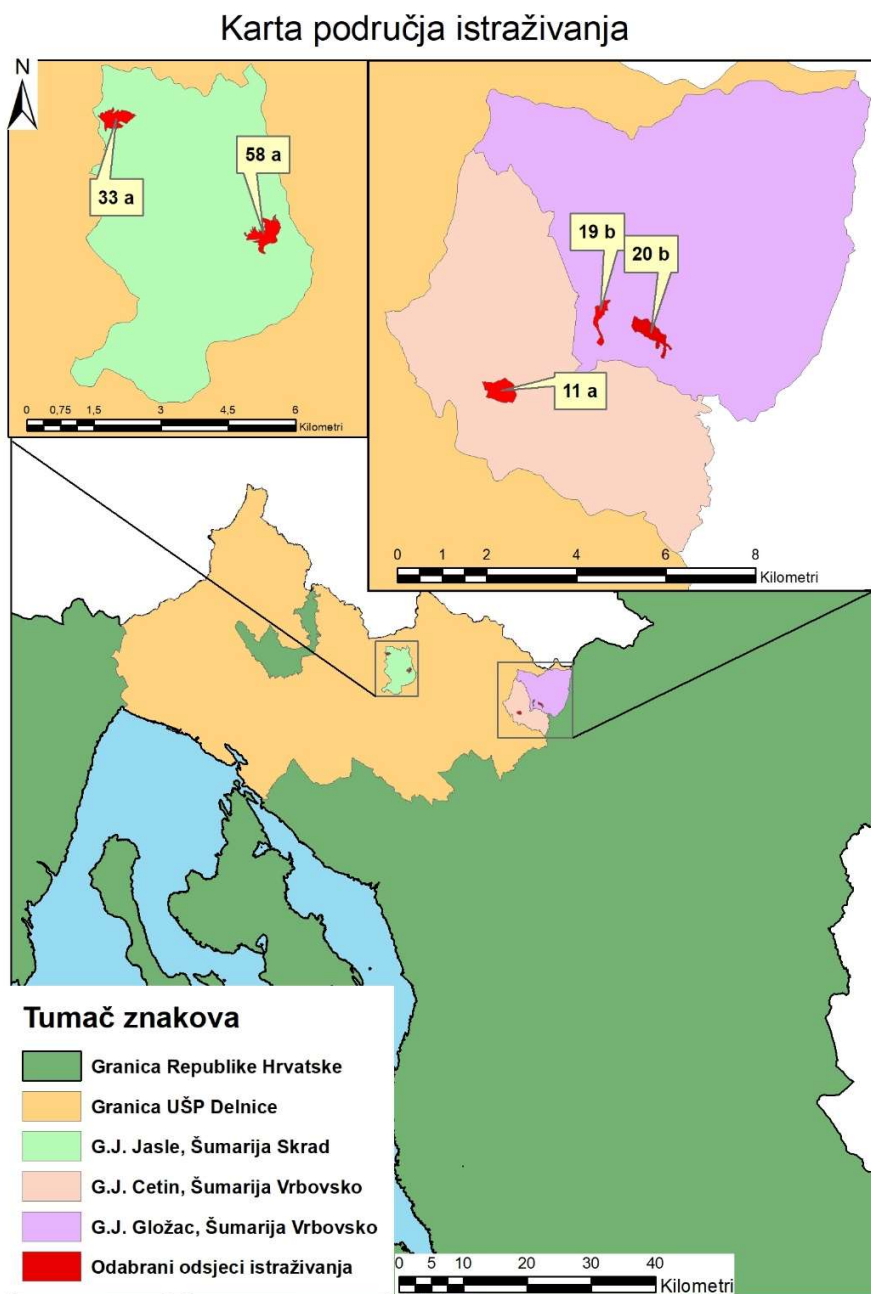 Karta područja istraživanja
N
33 a
58 a
0 0,75 1,5 3 4,5 6
Kilometri
19 b
20 b
11 a
0 1 2 4 6 8
Kilometri
Tumač znakova
Granica Republike Hrvatske
Granica UŠP Delnice
G.J. Jasle, Šumarija Skrad
G.J. Cetin, Šumarija Vrbovsko
G.J. Gložac, Šumarija Vrbovsko
Odabrani odsjeci istraživanja
0 5 10 20 30 40
Kilometri